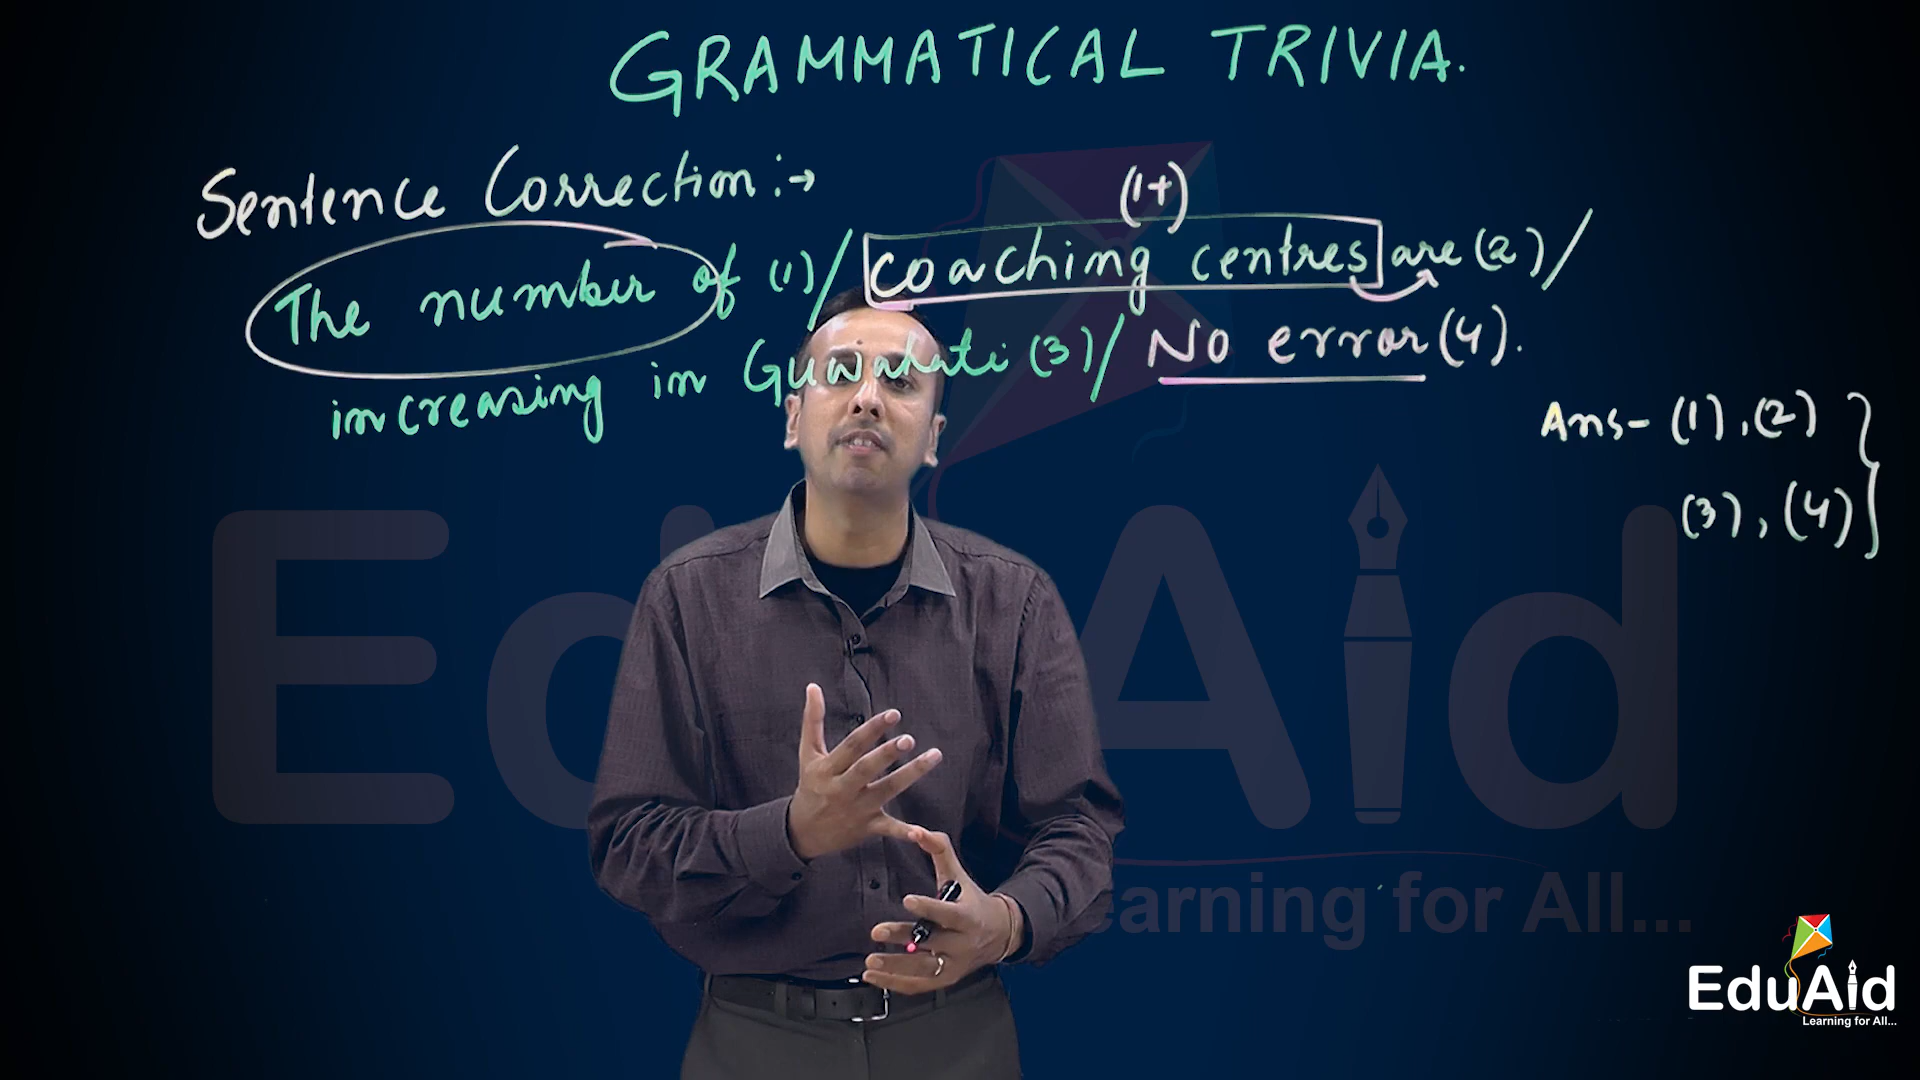 GRAMMATICAL TRIVIA.
Sentence Correction :→
(1+)
The number of (1)/ coaching centres are (2)/
increasing in Guwahati (3)/ No error (4).
Ans- (1), (2)
(3), (4)
EduAid
Learning for All...
EduAid
Learning for All...